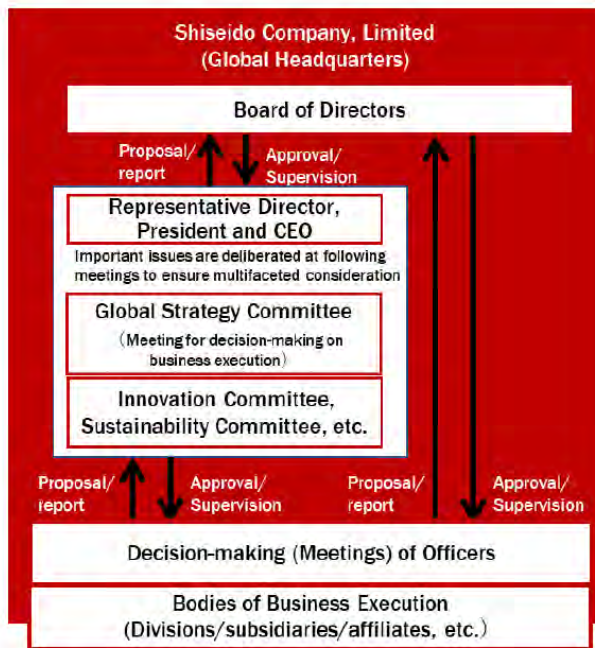 Shiseido Company, Limited
(Global Headquarters)
Board of Directors
Proposal/
report
Approval/
Supervision
Representative Director,
President and CEO
Important issues are deliberated at following
meetings to ensure multifaceted consideration
Global Strategy Committee
(Meeting for decision-making on
business execution)
Innovation Committee,
Sustainability Committee, etc.
Proposal/
report
Approval/
Supervision
Proposal/
report
Approval/
Supervision
Decision-making (Meetings) of Officers
Bodies of Business Execution
(Divisions/subsidiaries/affiliates, etc.)